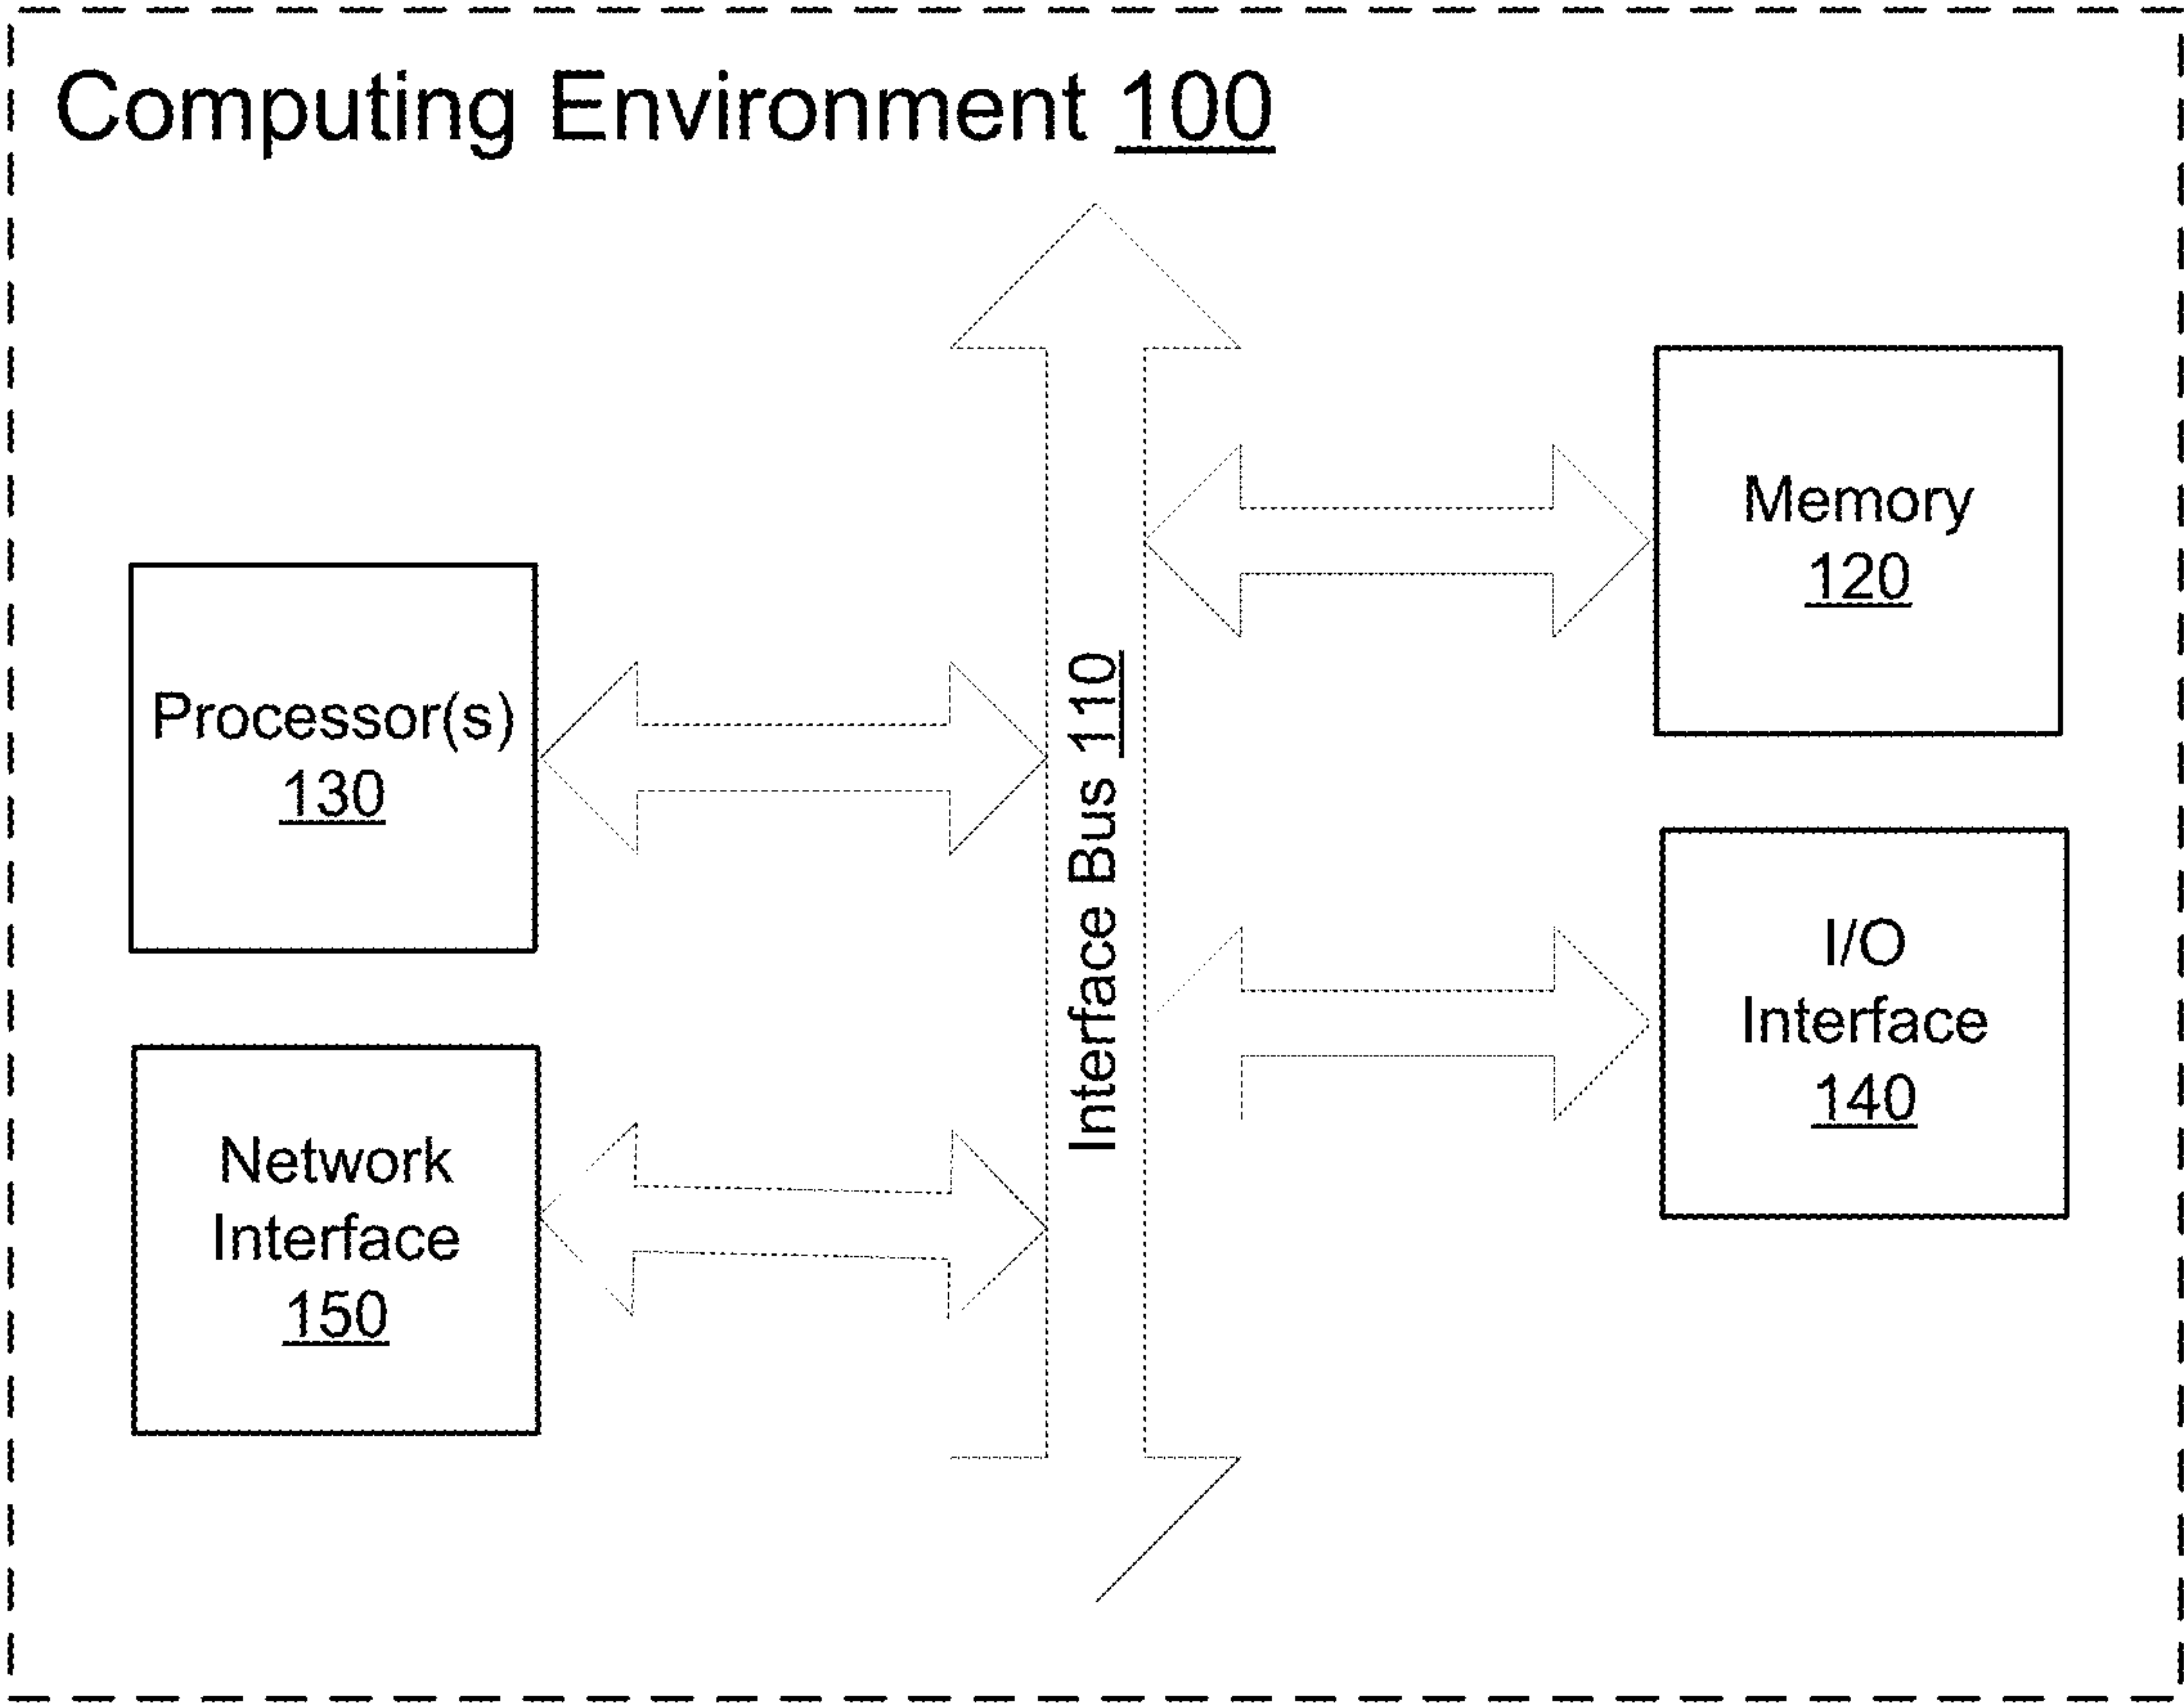 Computing Environment 100
Memory
120
Processor(s)
130
Interface Bus 110
I/O
Interface
140
Network
Interface
150